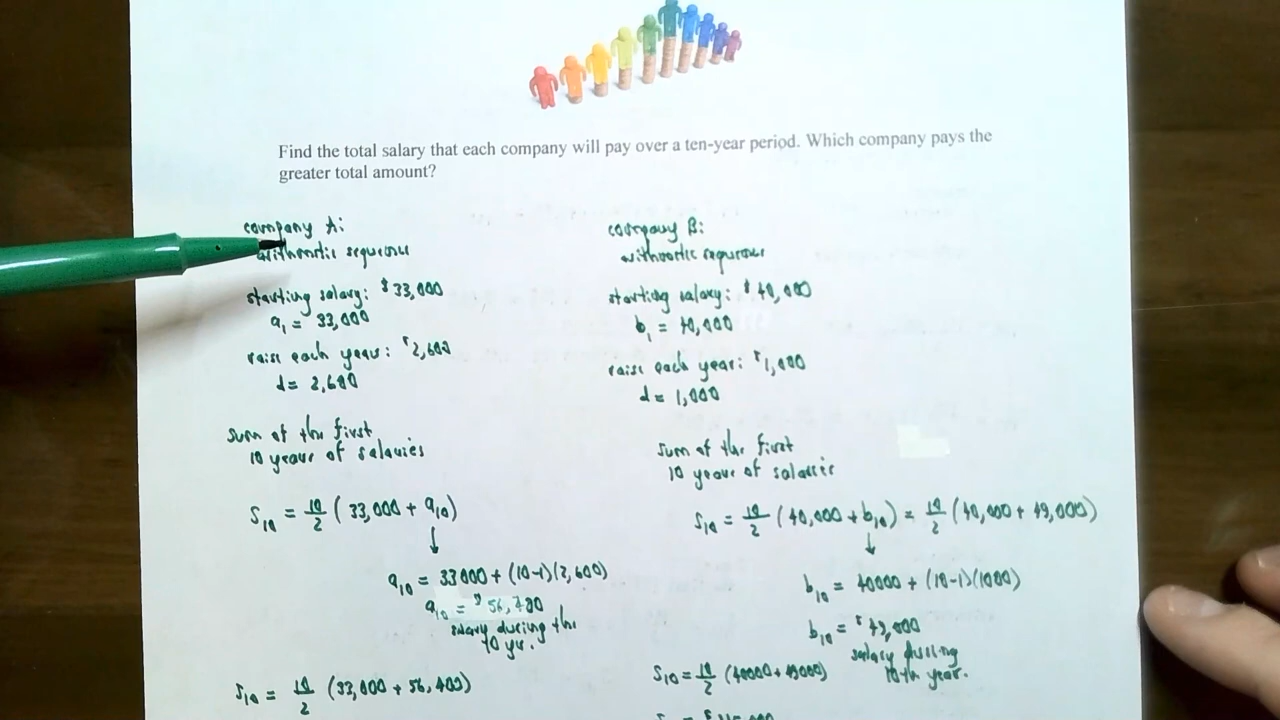 Find the total salary that each company will pay over a ten-year period. Which company pays the
greater total amount?
company A:
arithmetic sequence
starting salary: $33,000
a₁ = 33,000
raise each year: $2,600
d = 2,600
sum of the first
10 years of salaries
S₁₀ = 10/2 (33,000 + a₁₀)
↓
a₁₀ = 33000 + (10-1)(2,600)
a₁₀ = $56,400
salary during the
10 yr.
S₁₀ = 10/2 (33,000 + 56,400)
company B:
arithmetic sequence
starting salary: $40,000
b₁ = 40,000
raise each year: $1,000
d = 1,000
sum of the first
10 years of salaries
S₁₀ = 10/2 (40,000 + b₁₀) = 10/2 (40,000 + 49,000)
↓
b₁₀ = 40000 + (10-1)(1000)
b₁₀ = $49,000
salary during
10th year.
S₁₀ = 10/2 (40000 + 49000)